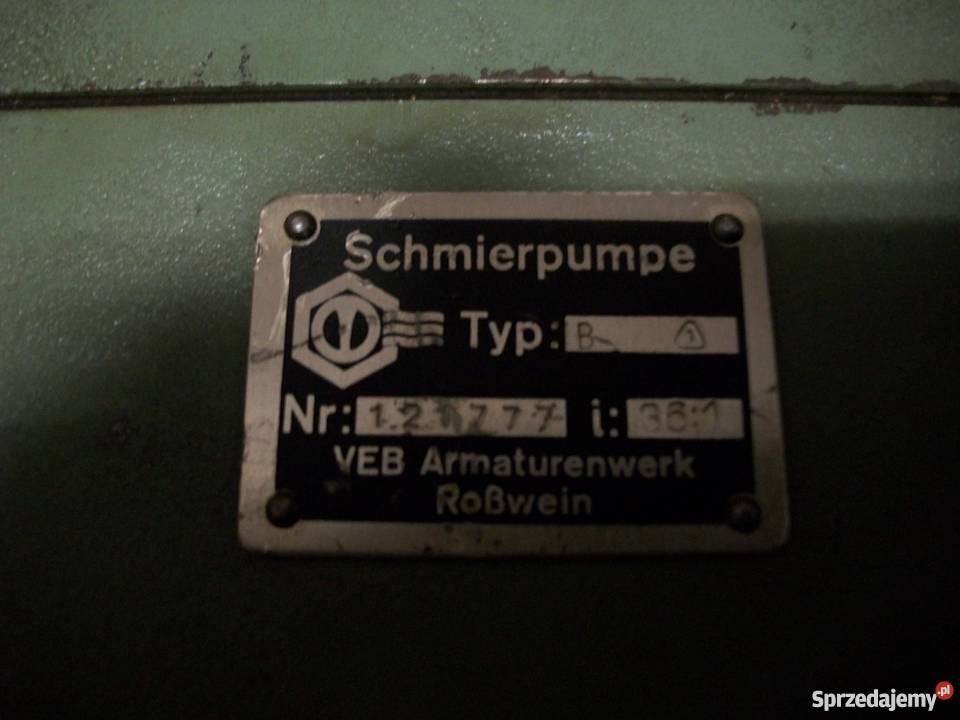 Schmierpumpe
Typ: B 1
Nr: 121777 i: 36:1
VEB Armaturenwerk
Roßwein
Sprzedajemy.pl